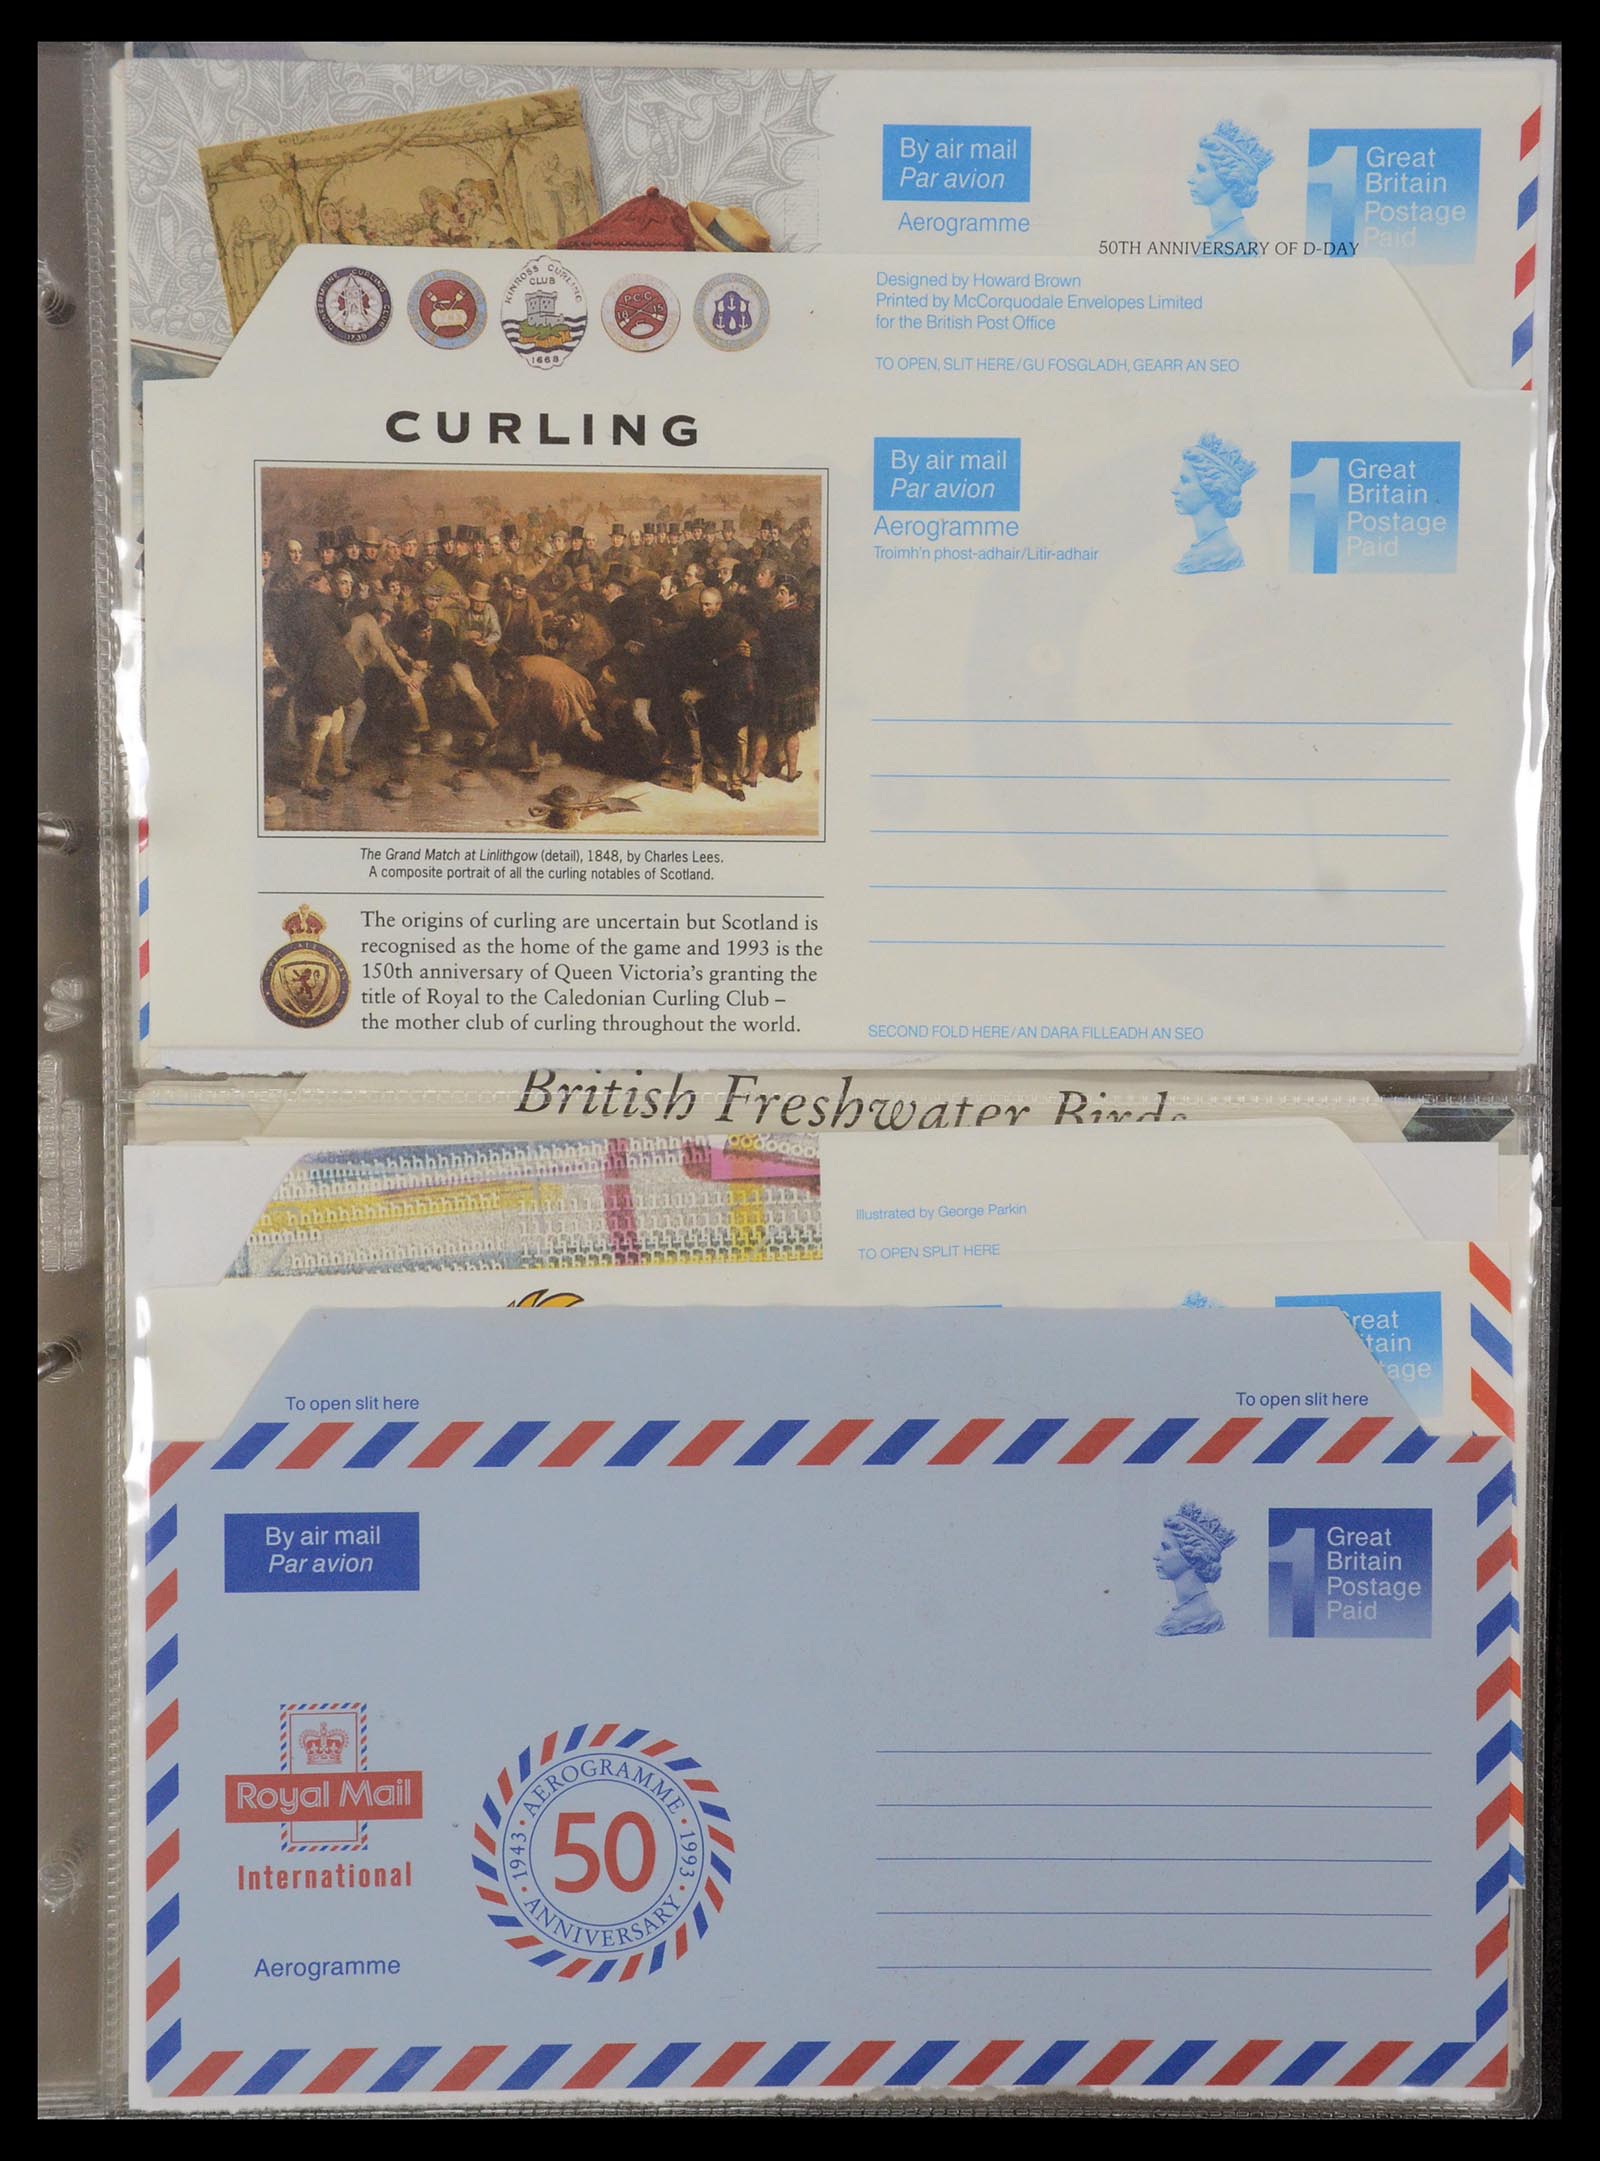 By air mail
Par avion
Aerogramme
1 Great
Britain
Postage
Paid
50TH ANNIVERSARY OF D-DAY
KINROSS CURLING
CLUB
1668
P.C.C.
18 15
Designed by Howard Brown
Printed by McCorquodale Envelopes Limited
for the British Post Office
TO OPEN, SLIT HERE/GU FOSGLADH, GEARR AN SEO
CURLING
By air mail
Par avion
Aerogramme
Troimh'n phost-adhair/Litir-adhair
1 Great
Britain
Postage
Paid
The Grand Match at Linlithgow (detail), 1848, by Charles Lees.
A composite portrait of all the curling notables of Scotland.
The origins of curling are uncertain but Scotland is
recognised as the home of the game and 1993 is the
150th anniversary of Queen Victoria's granting the
title of Royal to the Caledonian Curling Club –
the mother club of curling throughout the world.
SECOND FOLD HERE/AN DARA FILLEADH AN SEO
British Freshwater Birds
Illustrated by George Parkin
TO OPEN SPLIT HERE
reat
tain
tage
To open slit here
To open slit here
By air mail
Par avion
1 Great
Britain
Postage
Paid
Royal Mail
International
Aerogramme
1943 • AEROGRAMME • 1993
50
ANNIVERSARY